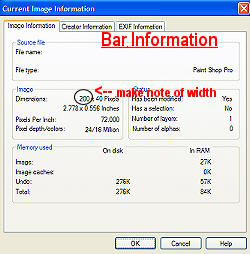 Current Image Information
Image Information Creator Information EXIF Information
Bar Information
Source file
File name:
File type: Paint Shop Pro
Image Status
<-- make note of width
Dimensions: 200 x 40 Pixels Has been modified: Yes
2.778 x 0.556 Inches Has a selection: No
Pixels Per Inch: 72.000 Number of layers: 1
Pixel depth/colors: 24/16 Million Number of alphas: 0
Memory used
On disk In RAM
Image: 27K
Image caches: 0K
Undo: 276K 57K
Total: 276K 84K
OK Cancel Help